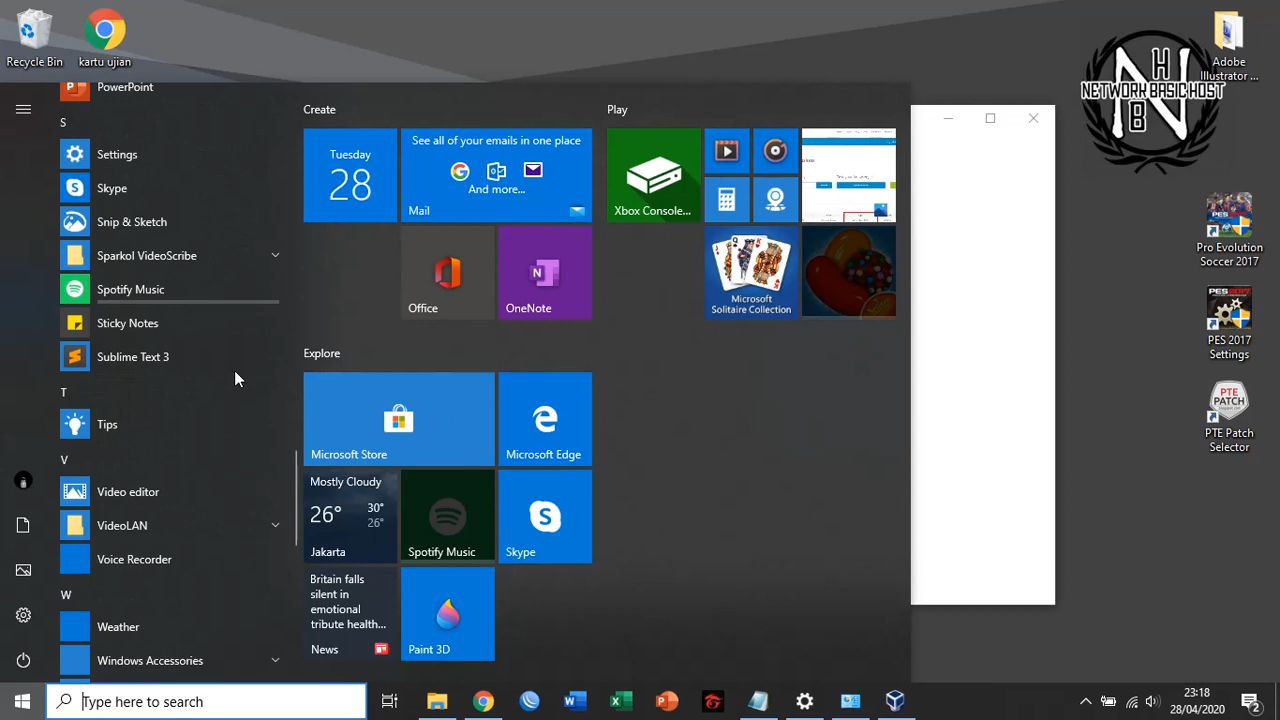 Recycle Bin
kartu ujian
Adobe
Illustrator ...
H
N
NETWORK BASIC HOST
B
PowerPoint
S
Settings
Skype
Snip & Sketch
Sparkol VideoScribe
Spotify Music
Sticky Notes
Sublime Text 3
T
Tips
V
Video editor
VideoLAN
Voice Recorder
W
Weather
Windows Accessories
Create
Tuesday
28
See all of your emails in one place
And more...
Mail
Office
OneNote
Play
Xbox Console...
Microsoft
Solitaire Collection
Explore
Microsoft Store
Microsoft Edge
Mostly Cloudy
26°
30°
26°
Jakarta
Spotify Music
Skype
Britain falls
silent in
emotional
tribute health...
News
Paint 3D
Pro Evolution
Soccer 2017
PES 2017
PES 2017
Settings
PTE
PATCH
PTE Patch
Selector
Type here to search
23:18
28/04/2020
2